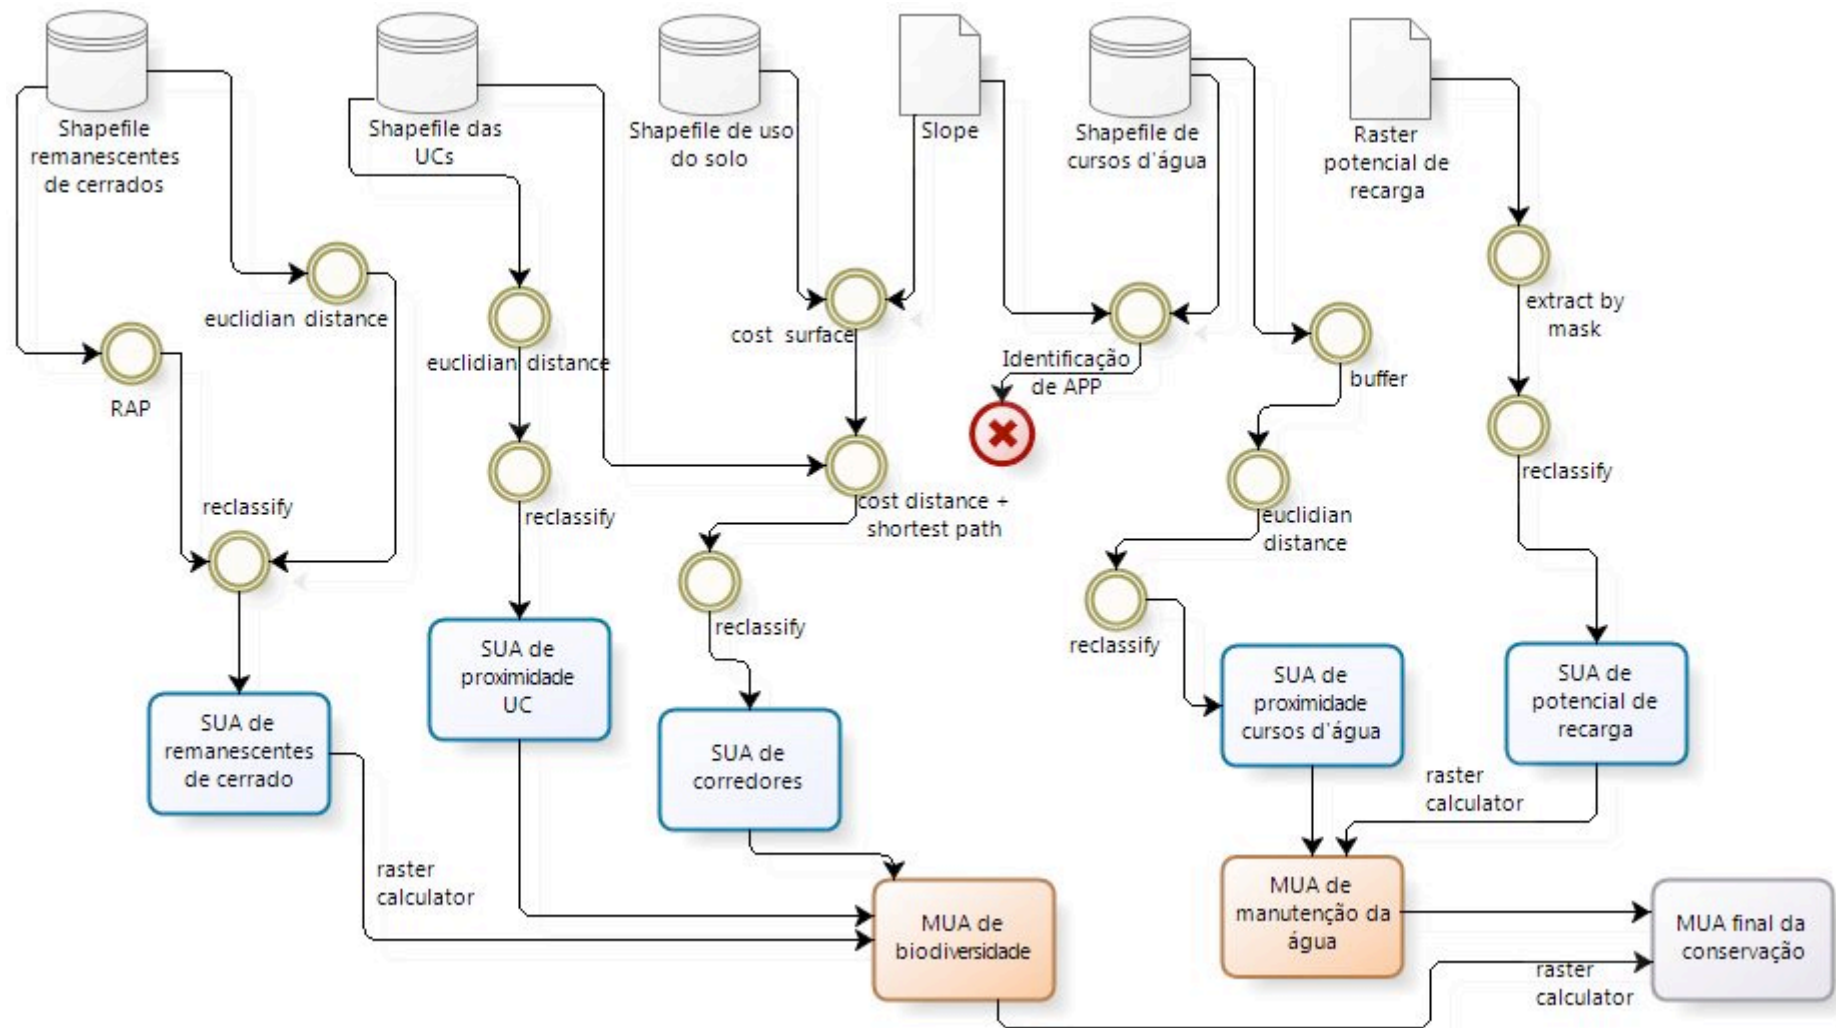 Shapefile
remanescentes
de cerrados
Shapefile das
UCs
Shapefile de uso
do solo
Slope
Shapefile de
cursos d'água
Raster
potencial de
recarga
euclidian distance
RAP
reclassify
euclidian distance
reclassify
cost surface
cost distance +
shortest path
reclassify
Identificação
de APP
buffer
euclidian
distance
reclassify
extract by
mask
reclassify
SUA de
remanescentes
de cerrado
SUA de
proximidade
UC
SUA de
corredores
SUA de
proximidade
cursos d'água
SUA de
potencial de
recarga
raster
calculator
raster
calculator
MUA de
biodiversidade
MUA de
manutenção da
água
MUA final da
conservação
raster
calculator